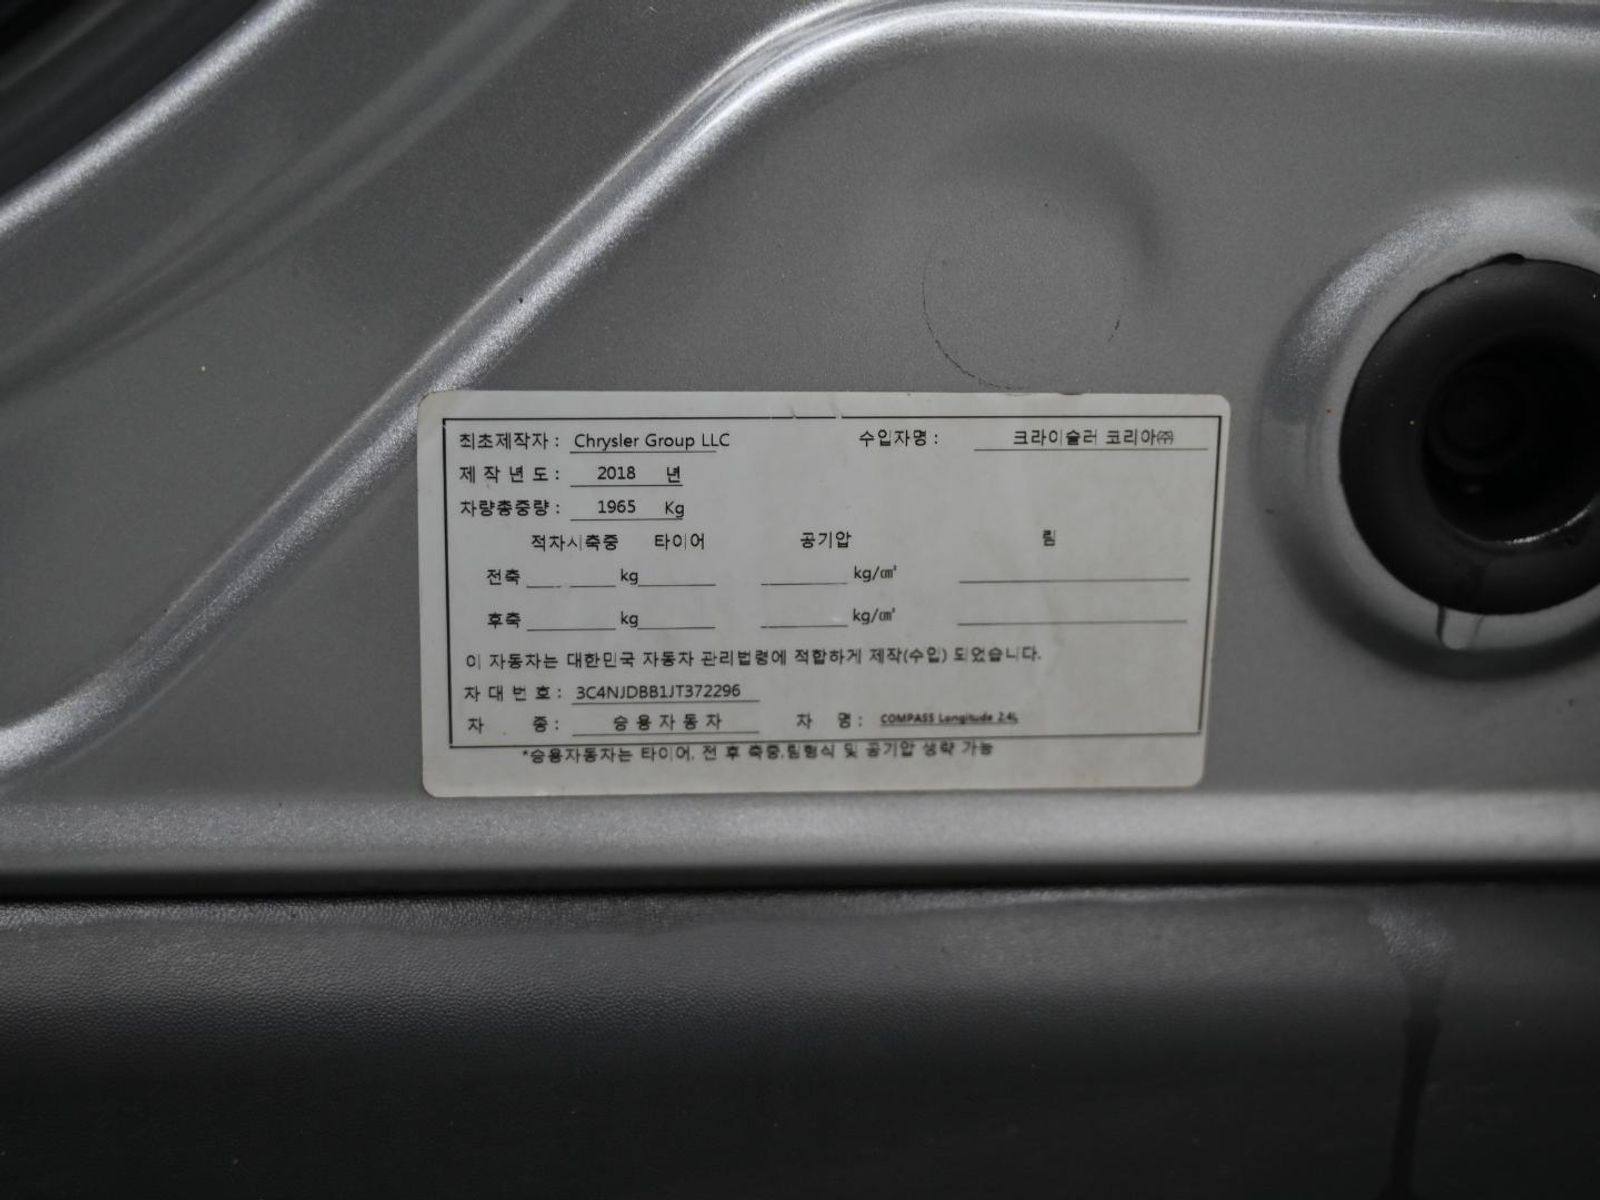 최초제작자 : Chrysler Group LLC 수입자명 : 크라이슬러 코리아㈜
제 작 년 도 : 2018 년
차량총중량 : 1965 Kg
적차시축중 타이어 공기압 림
전축 kg kg/㎠
후축 kg kg/㎠
이 자동차는 대한민국 자동차 관리법령에 적합하게 제작(수입) 되었습니다.
차 대 번 호 : 3C4NJDBB1JT372296
차 종 : 승 용 자 동 차 차 명 : COMPASS Longitude 2.4L
*승용자동차는 타이어, 전 후 축중,림형식 및 공기압 생략 가능